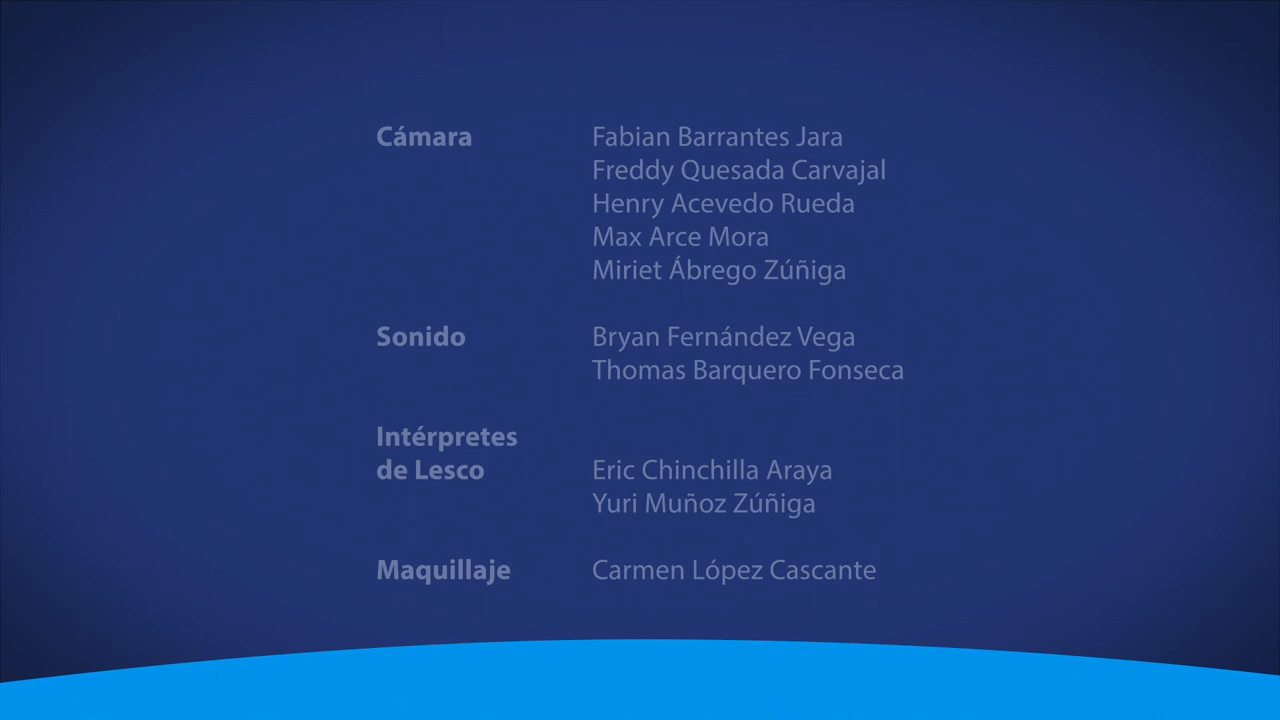 Cámara Fabian Barrantes Jara
Freddy Quesada Carvajal
Henry Acevedo Rueda
Max Arce Mora
Miriet Ábrego Zúñiga
Sonido Bryan Fernández Vega
Thomas Barquero Fonseca
Intérpretes
de Lesco Eric Chinchilla Araya
Yuri Muñoz Zúñiga
Maquillaje Carmen López Cascante